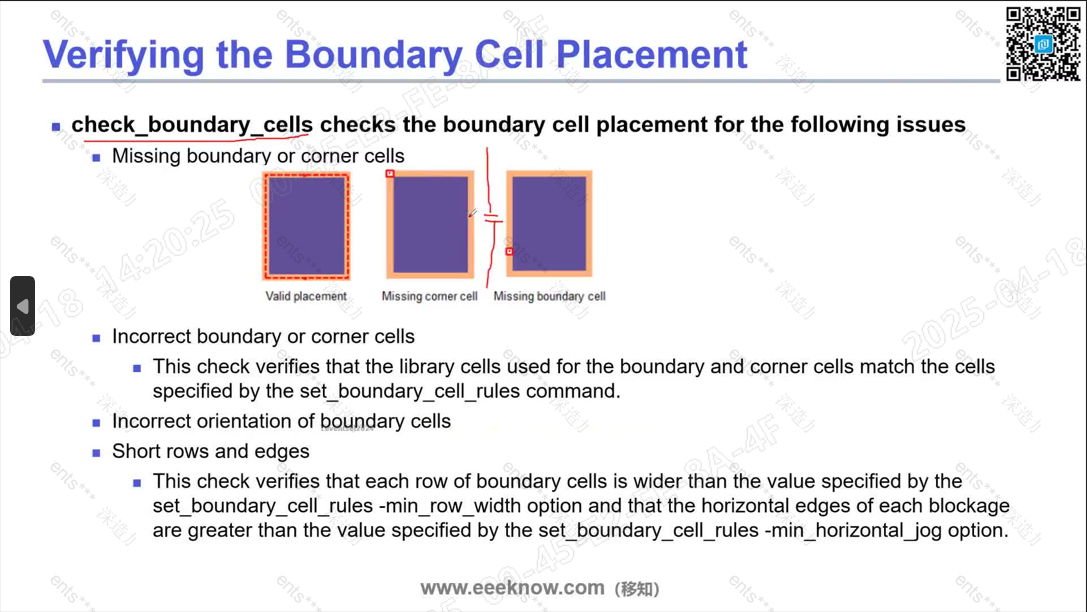 Verifying the Boundary Cell Placement
check_boundary_cells checks the boundary cell placement for the following issues
Missing boundary or corner cells
Valid placement
Missing corner cell
Missing boundary cell
Incorrect boundary or corner cells
This check verifies that the library cells used for the boundary and corner cells match the cells
specified by the set_boundary_cell_rules command.
Incorrect orientation of boundary cells
Short rows and edges
This check verifies that each row of boundary cells is wider than the value specified by the
set_boundary_cell_rules -min_row_width option and that the horizontal edges of each blockage
are greater than the value specified by the set_boundary_cell_rules -min_horizontal_jog option.
www.eeeknow.com (移知)